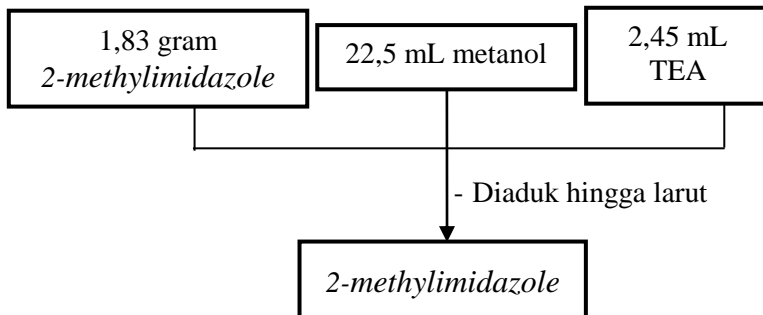 1,83 gram
2-methylimidazole
22,5 mL metanol
2,45 mL
TEA
- Diaduk hingga larut
2-methylimidazole